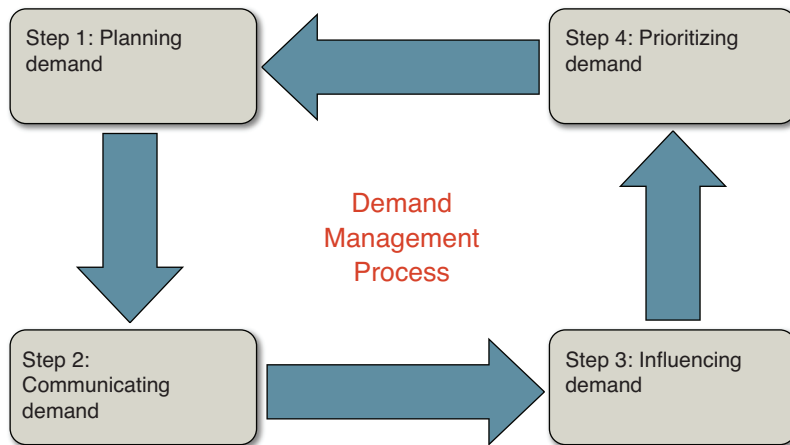 Step 1: Planning
demand
Step 4: Prioritizing
demand
Demand
Management
Process
Step 2:
Communicating
demand
Step 3: Influencing
demand